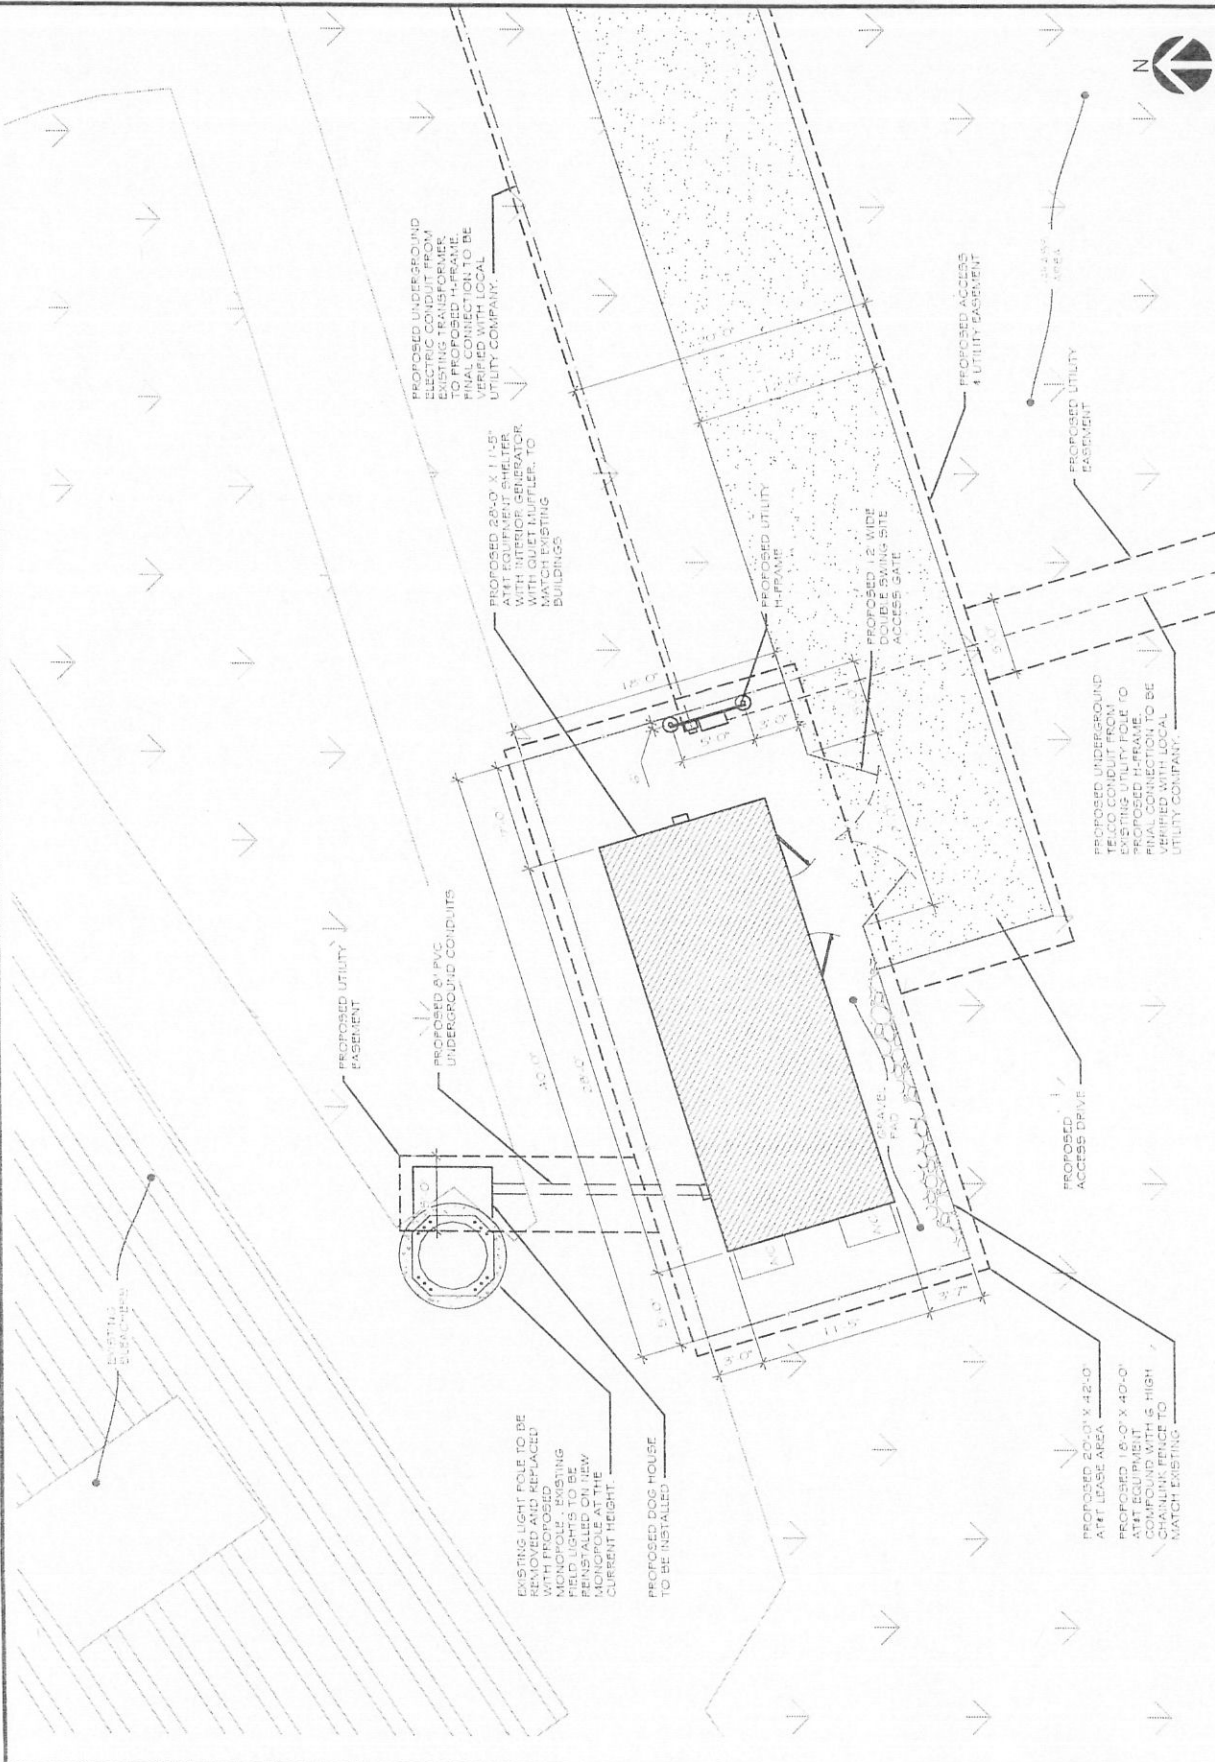 N
PROPOSED UNDERGROUND
ELECTRIC CONDUIT FROM
EXISTING TRANSFORMER
TO PROPOSED H-FRAME.
FINAL CONNECTION TO BE
VERIFIED WITH LOCAL
UTILITY COMPANY.
PROPOSED 28'-0" X 11'-5"
AT&T EQUIPMENT SHELTER
WITH INTERIOR GENERATOR
WITH QUIET MUFFLER, TO
MATCH EXISTING
BUILDINGS
PROPOSED UTILITY
H-FRAME
PROPOSED 12' WIDE
DOUBLE SWING SITE
ACCESS GATE
PROPOSED ACCESS
& UTILITY EASEMENT
AREA
PROPOSED UTILITY
EASEMENT
PROPOSED UNDERGROUND
TELCO CONDUIT FROM
EXISTING UTILITY POLE TO
PROPOSED H-FRAME.
FINAL CONNECTION TO BE
VERIFIED WITH LOCAL
UTILITY COMPANY.
PROPOSED UTILITY
EASEMENT
PROPOSED 8" PVC
UNDERGROUND CONDUITS
EXISTING
BLEACHERS
GRAVEL
PAD
AC
AC
PROPOSED
ACCESS DRIVE
EXISTING LIGHT POLE TO BE
REMOVED AND REPLACED
WITH PROPOSED
MONOPOLE. EXISTING
FIELD LIGHTS TO BE
REINSTALLED ON NEW
MONOPOLE AT THE
CURRENT HEIGHT.
PROPOSED DOG HOUSE
TO BE INSTALLED
PROPOSED 20'-0" X 42'-0"
AT&T LEASE AREA
PROPOSED 18'-0" X 40'-0"
AT&T EQUIPMENT
COMPOUND WITH 6' HIGH
CHAINLINK FENCE TO
MATCH EXISTING